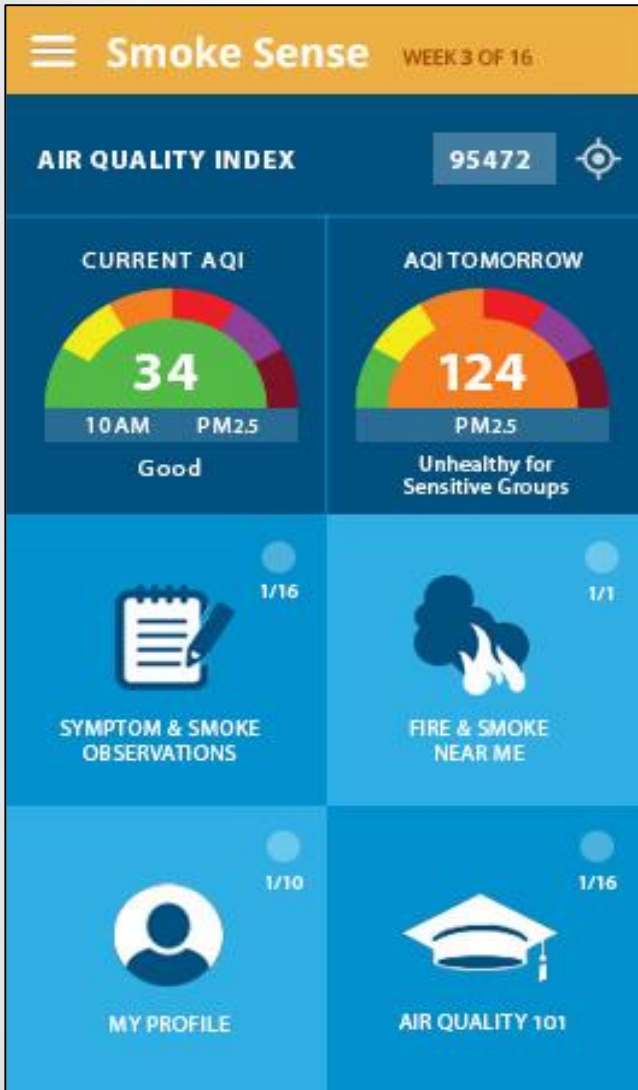 Smoke Sense WEEK 3 OF 16
AIR QUALITY INDEX 95472
CURRENT AQI
34
10 AM PM2.5
Good
AQI TOMORROW
124
PM2.5
Unhealthy for
Sensitive Groups
1/16
SYMPTOM & SMOKE
OBSERVATIONS
1/1
FIRE & SMOKE
NEAR ME
1/10
MY PROFILE
1/16
AIR QUALITY 101